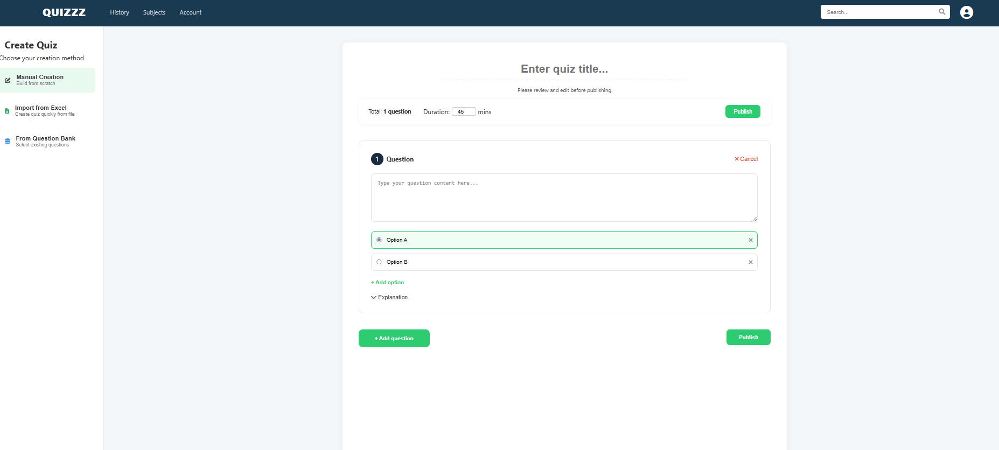 QUIZZZ
History Subjects Account
Search...
Create Quiz
Choose your creation method
Manual Creation
Build from scratch
Import from Excel
Create quiz quickly from file
From Question Bank
Select existing questions
Enter quiz title...
Please review and edit before publishing
Total: 1 question Duration: 45 mins Publish
1 Question
✕ Cancel
Type your question content here...
Option A ✕
Option B ✕
+ Add option
Explanation
+ Add question
Publish